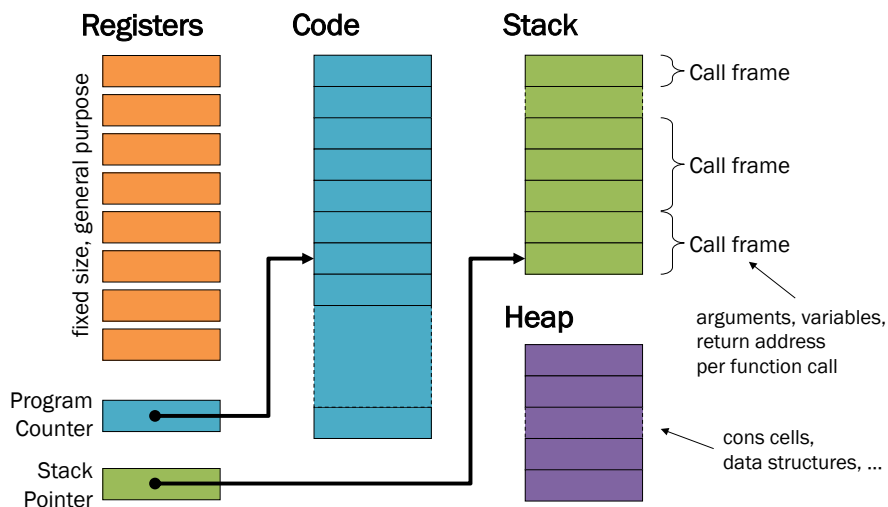 Registers
Code
Stack
fixed size, general purpose
Call frame
Call frame
Call frame
arguments, variables,
return address
per function call
Heap
Program
Counter
cons cells,
data structures, ...
Stack
Pointer